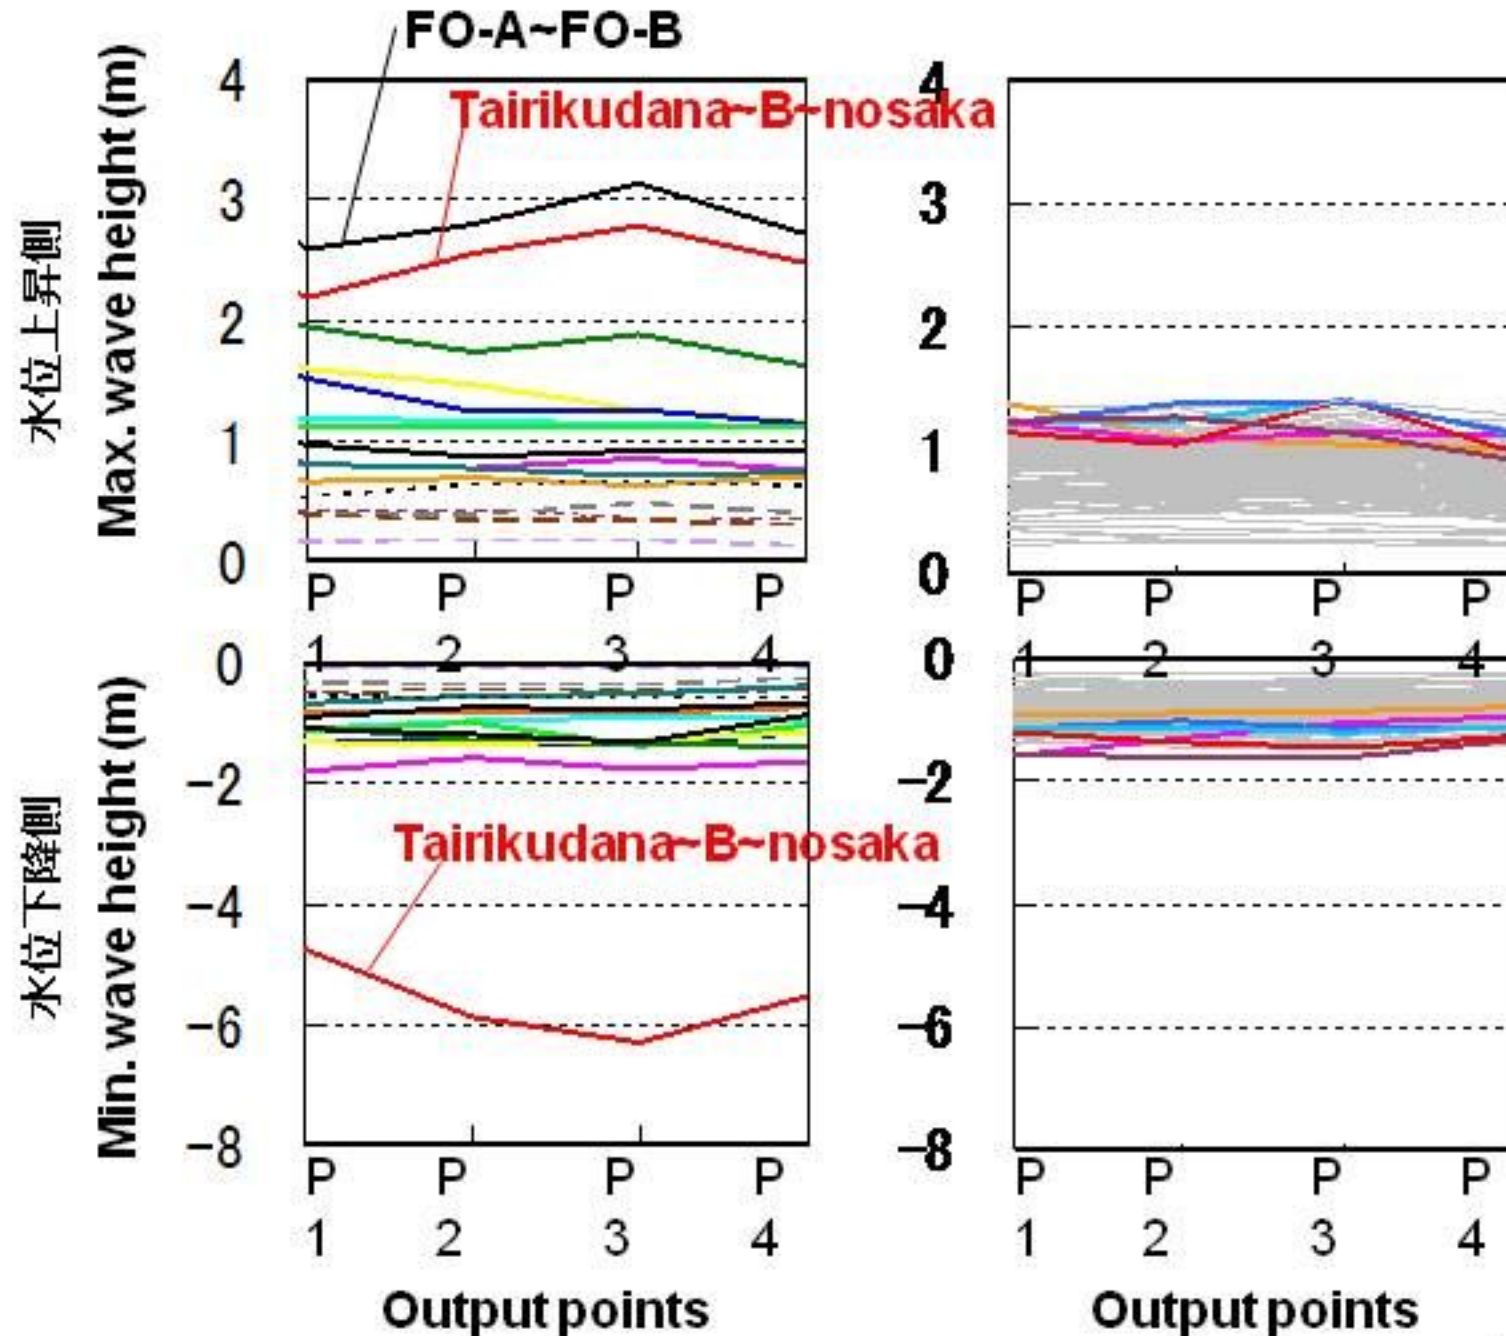 FO-A~FO-B
Tairikudana~B~nosaka
水位上昇側
Max. wave height (m)
4
3
2
1
0
P P P P
1 2 3 4
4
3
2
1
0
P P P P
1 2 3 4
水位下降側
Min. wave height (m)
0
−2
−4
−6
−8
Tairikudana~B~nosaka
P P P P
1 2 3 4
Output points
0
−2
−4
−6
−8
P P P P
1 2 3 4
Output points